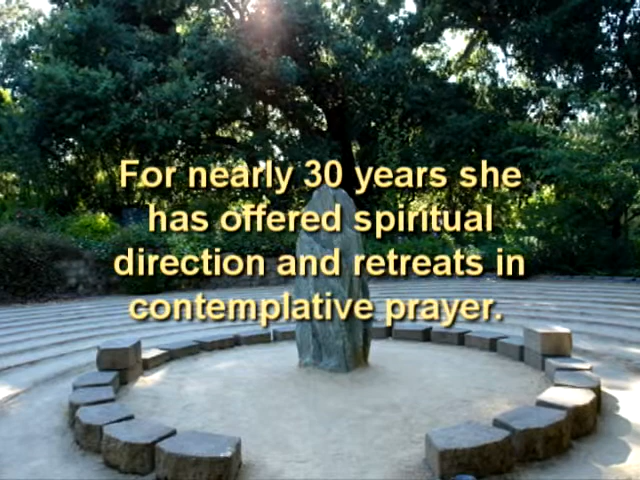 For nearly 30 years she
has offered spiritual
direction and retreats in
contemplative prayer.